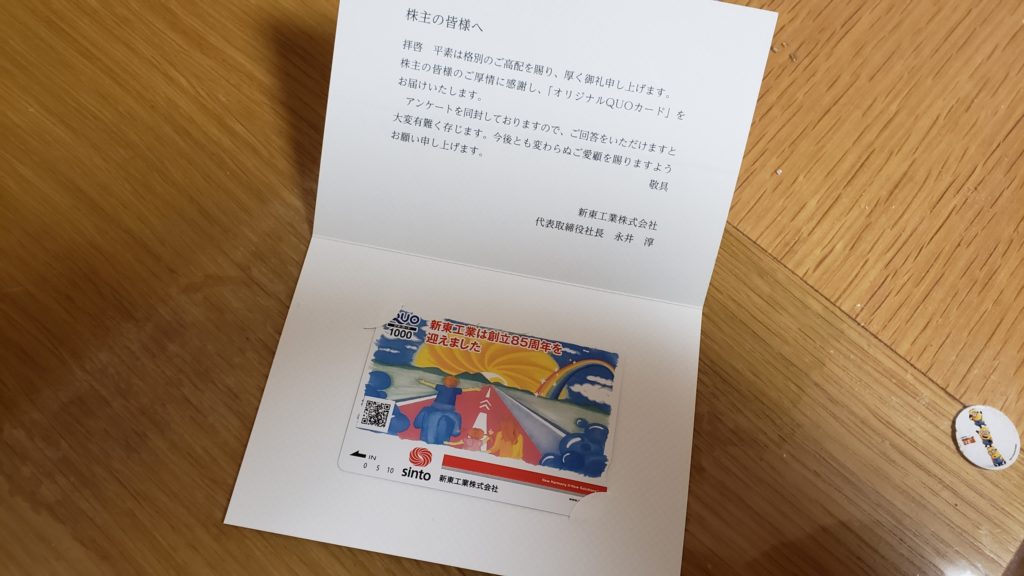 株主の皆様へ
拝啓　平素は格別のご高配を賜り、厚く御礼申し上げます。
株主の皆様のご厚情に感謝し、「オリジナルQUOカード」を
お届けいたします。
アンケートを同封しておりますので、ご回答をいただけますと
大変有難く存じます。今後とも変わらぬご愛顧を賜りますよう
お願い申し上げます。
敬具
新東工業株式会社
代表取締役社長　永井　淳
QUO
1000
新東工業は創立85周年を
迎えました
IN
0 5 10
sinto
新東工業株式会社
New Harmony